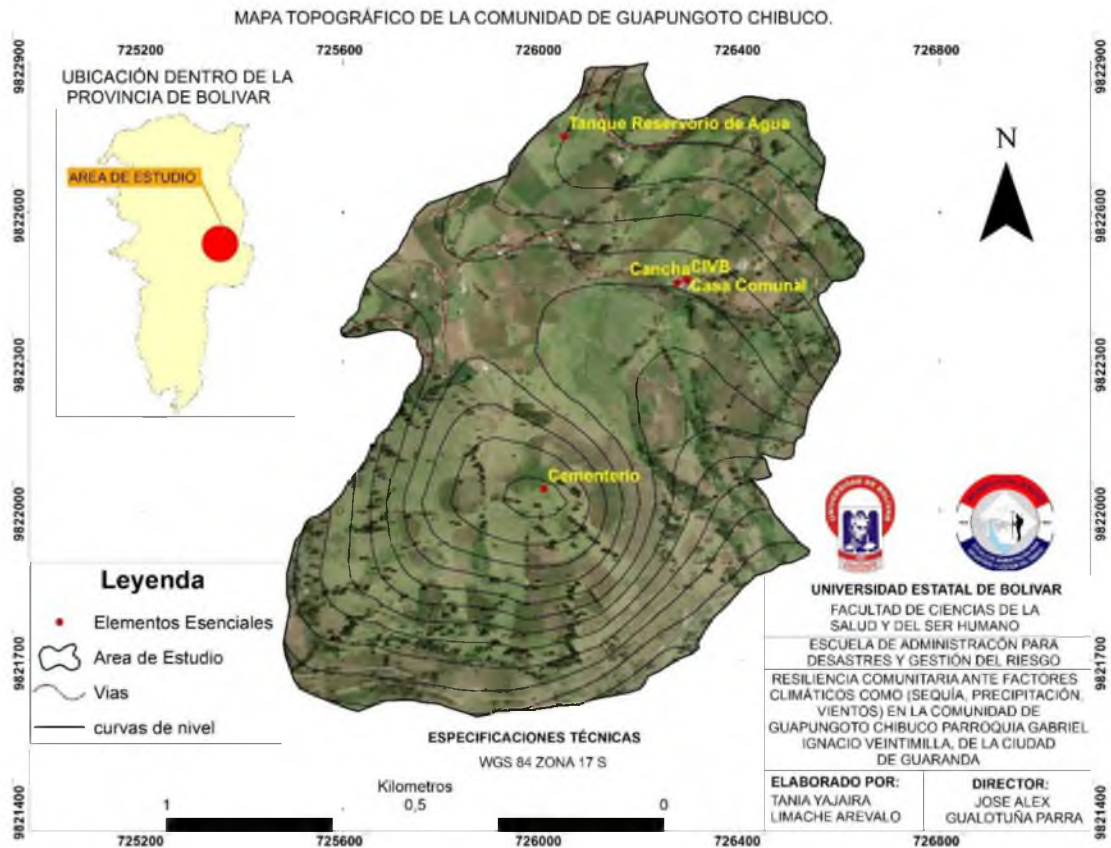 MAPA TOPOGRÁFICO DE LA COMUNIDAD DE GUAPUNGOTO CHIBUCO.
725200
725600
726000
726400
726800
9822900
9822900
UBICACIÓN DENTRO DE LA
PROVINCIA DE BOLIVAR
AREA DE ESTUDIO
N
Tanque Reservorio de Agua
9822600
9822600
Cancha
CIVB
Casa Comunal
9822300
9822300
Cementerio
9822000
9822000
UNIVERSIDAD DE BOLIVAR
Leyenda
Elementos Esenciales
Area de Estudio
Vias
curvas de nivel
9821700
9821700
UNIVERSIDAD ESTATAL DE BOLIVAR
FACULTAD DE CIENCIAS DE LA
SALUD Y DEL SER HUMANO
ESCUELA DE ADMINISTRACÓN PARA
DESASTRES Y GESTIÓN DEL RIESGO
RESILIENCIA COMUNITARIA ANTE FACTORES
CLIMÁTICOS COMO (SEQUÍA, PRECIPITACIÓN,
VIENTOS) EN LA COMUNIDAD DE
GUAPUNGOTO CHIBUCO PARROQUIA GABRIEL
IGNACIO VEINTIMILLA, DE LA CIUDAD
DE GUARANDA
ELABORADO POR:
TANIA YAJAIRA
LIMACHE AREVALO
DIRECTOR:
JOSE ALEX
GUALOTUÑA PARRA
ESPECIFICACIONES TÉCNICAS
WGS 84 ZONA 17 S
Kilometros
1
0,5
0
9821400
9821400
725200
725600
726000
726400
726800